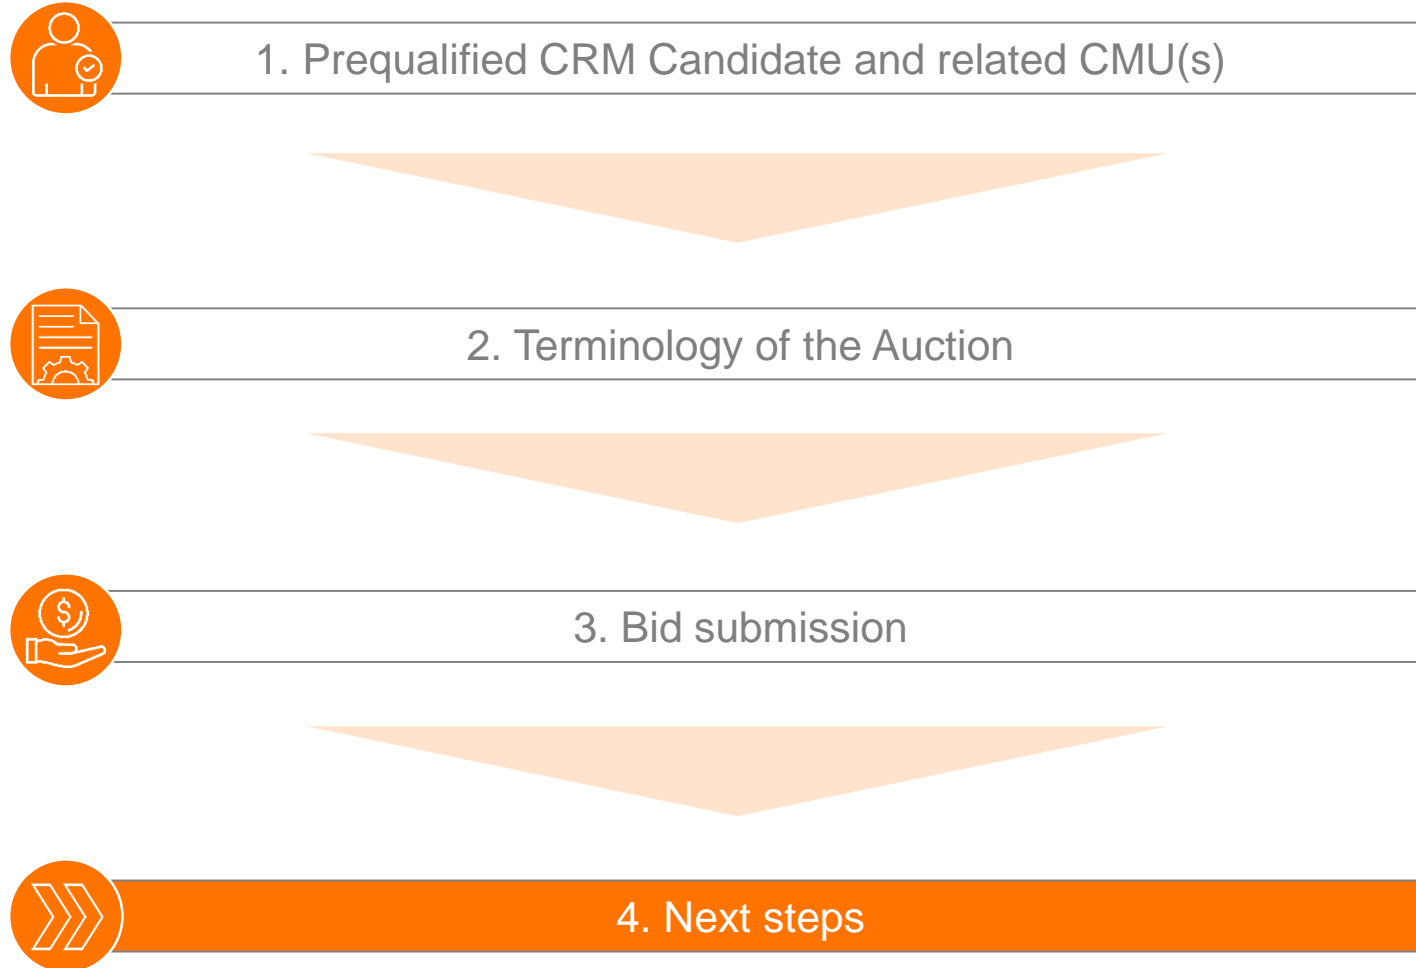 1. Prequalified CRM Candidate and related CMU(s)
2. Terminology of the Auction
$
3. Bid submission
4. Next steps